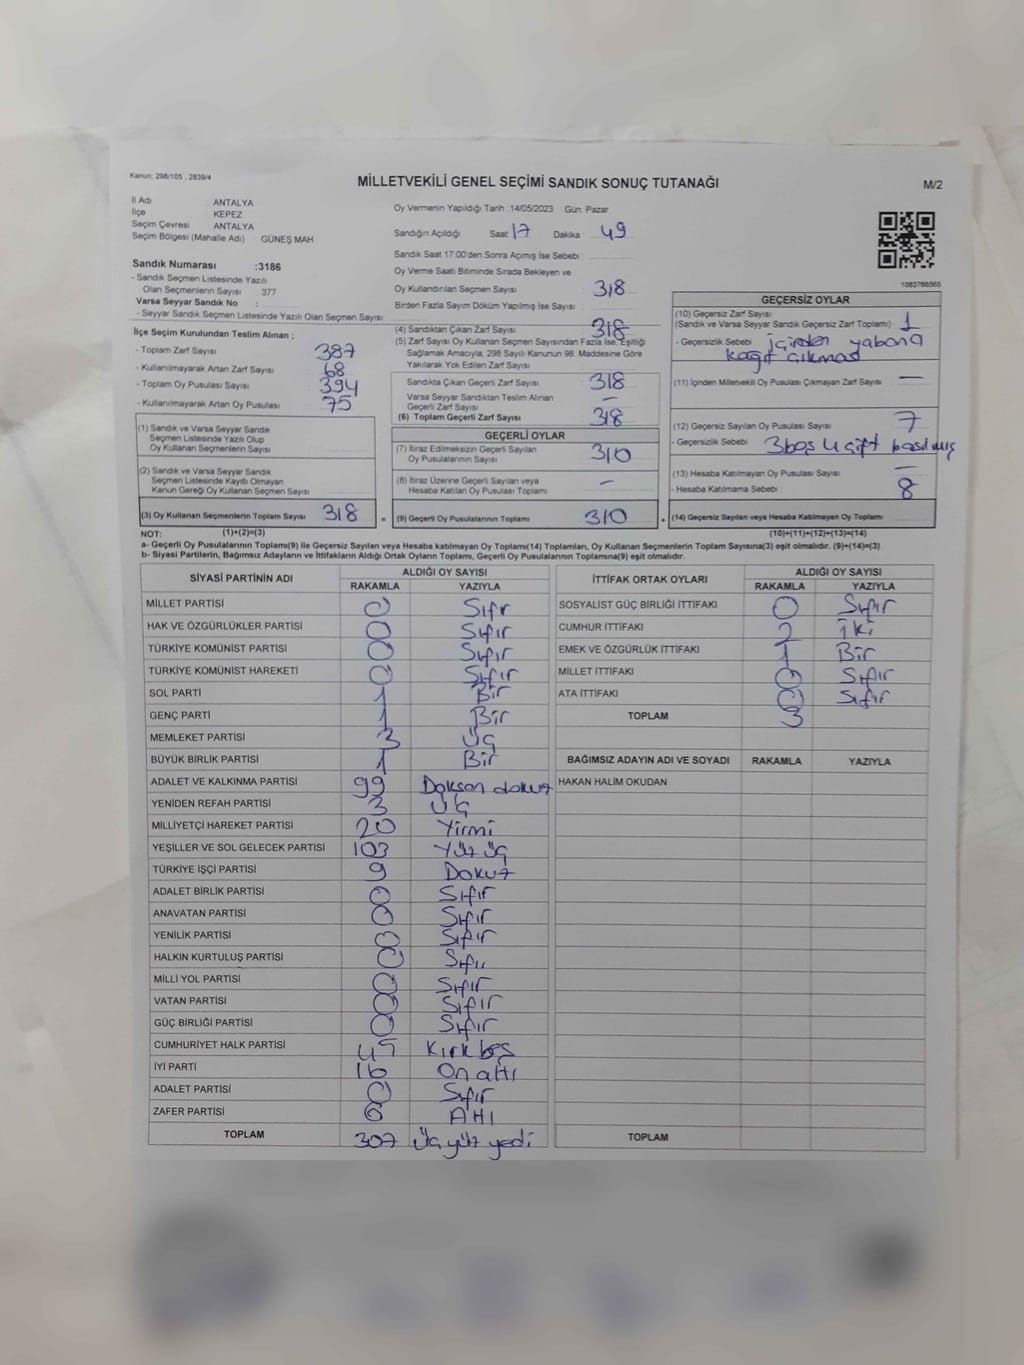 Kanun: 298/105 , 2839/4
MİLLETVEKİLİ GENEL SEÇİMİ SANDIK SONUÇ TUTANAĞI
M/2
İl Adı ANTALYA
İlçe KEPEZ
Seçim Çevresi ANTALYA
Seçim Bölgesi (Mahalle Adı) GÜNEŞ MAH
Sandık Numarası :3186
- Sandık Seçmen Listesinde Yazılı
Olan Seçmenlerin Sayısı : 377
Varsa Seyyar Sandık No :
- Seyyar Sandık Seçmen Listesinde Yazılı Olan Seçmen Sayısı :
Oy Vermenin Yapıldığı Tarih :14/05/2023 Gün: Pazar
Sandığın Açıldığı Saat 17 Dakika 49
Sandık Saat 17:00'den Sonra Açımış İse Sebebi
Oy Verme Saati Bitiminde Sırada Bekleyen ve
Oy Kullandırılan Seçmen Sayısı 318
Birden Fazla Sayım Döküm Yapılmış İse Sayısı
1083766565
İlçe Seçim Kurulundan Teslim Alınan ;
- Toplam Zarf Sayısı 387
- Kullanılmayarak Artan Zarf Sayısı 68
- Toplam Oy Pusulası Sayısı 394
- Kullanılmayarak Artan Oy Pusulası 75
(1) Sandık ve Varsa Seyyar Sandık
Seçmen Listesinde Yazılı Olup
Oy Kullanan Seçmenlerin Sayısı
(2) Sandık ve Varsa Seyyar Sandık
Seçmen Listesinde Kayıtlı Olmayan
Kanun Gereği Oy Kullanan Seçmen Sayısı
(3) Oy Kullanan Seçmenlerin Toplam Sayısı 318 =
(4) Sandıktan Çıkan Zarf Sayısı 318
(5) Zarf Sayısı Oy Kullanan Seçmen Sayısından Fazla İse, Eşitliği
Sağlamak Amacıyla, 298 Sayılı Kanunun 98. Maddesine Göre
Yakılarak Yok Edilen Zarf Sayısı
Sandıkta Çıkan Geçerli Zarf Sayısı 318
Varsa Seyyar Sandıktan Teslim Alınan
Geçerli Zarf Sayısı -
(6) Toplam Geçerli Zarf Sayısı 318
GEÇERLİ OYLAR
(7) İtiraz Edilmeksizin Geçerli Sayılan
Oy Pusulalarının Sayısı 310
(8) İtiraz Üzerine Geçerli Sayılan veya
Hesaba Katılan Oy Pusulası Toplamı -
(9) Geçerli Oy Pusulalarının Toplamı 310 +
GEÇERSİZ OYLAR
(10) Geçersiz Zarf Sayısı
(Sandık ve Varsa Seyyar Sandık Geçersiz Zarf Toplamı) 1
- Geçersizlik Sebebi içinden yabancı
kağıt çıkması
(11) İçinden Milletvekili Oy Pusulası Çıkmayan Zarf Sayısı -
(12) Geçersiz Sayılan Oy Pusulası Sayısı 7
- Geçersizlik Sebebi 3 boş 4 çift basılmış
(13) Hesaba Katılmayan Oy Pusulası Sayısı -
- Hesaba Katılmama Sebebi 8
(14) Geçersiz Sayılan veya Hesaba Katılmayan Oy Toplamı
NOT: (1)+(2)=(3) (10)+(11)+(12)+(13)=(14)
a- Geçerli Oy Pusulalarının Toplamı(9) ile Geçersiz Sayılan veya Hesaba katılmayan Oy Toplamı(14) Toplamları, Oy Kullanan Seçmenlerin Toplam Sayısına(3) eşit olmalıdır. (9)+(14)=(3)
b- Siyasi Partilerin, Bağımsız Adayların ve İttifakların Aldığı Ortak Oyların Toplamı, Geçerli Oy Pusulalarının Toplamına(9) eşit olmalıdır.
SİYASİ PARTİNİN ADI ALDIĞI OY SAYISI
RAKAMLA YAZIYLA
MİLLET PARTİSİ 0 Sıfr
HAK VE ÖZGÜRLÜKLER PARTİSİ 0 Sıfır
TÜRKİYE KOMÜNİST PARTİSİ 0 Sıfır
TÜRKİYE KOMÜNİST HAREKETİ 0 Sıfır
SOL PARTİ 1 Bir
GENÇ PARTİ 1 Bir
MEMLEKET PARTİSİ 3 Üç
BÜYÜK BİRLİK PARTİSİ 1 Bir
ADALET VE KALKINMA PARTİSİ 99 Doksan dokuz
YENİDEN REFAH PARTİSİ 3 Üç
MİLLİYETÇİ HAREKET PARTİSİ 20 Yirmi
YEŞİLLER VE SOL GELECEK PARTİSİ 103 Yüz üç
TÜRKİYE İŞÇİ PARTİSİ 9 Dokuz
ADALET BİRLİK PARTİSİ 0 Sıfır
ANAVATAN PARTİSİ 0 Sıfır
YENİLİK PARTİSİ 0 Sıfır
HALKIN KURTULUŞ PARTİSİ 0 Sıfır
MİLLİ YOL PARTİSİ 0 Sıfır
VATAN PARTİSİ 0 Sıfır
GÜÇ BİRLİĞİ PARTİSİ 0 Sıfır
CUMHURİYET HALK PARTİSİ 45 Kırk beş
İYİ PARTİ 16 On altı
ADALET PARTİSİ 0 Sıfır
ZAFER PARTİSİ 6 Altı
TOPLAM 307 Üç yüz yedi
İTTİFAK ORTAK OYLARI ALDIĞI OY SAYISI
RAKAMLA YAZIYLA
SOSYALİST GÜÇ BİRLİĞİ İTTİFAKI 0 Sıfır
CUMHUR İTTİFAKI 2 İki
EMEK VE ÖZGÜRLÜK İTTİFAKI 1 Bir
MİLLET İTTİFAKI 0 Sıfır
ATA İTTİFAKI 0 Sıfır
TOPLAM 3
BAĞIMSIZ ADAYIN ADI VE SOYADI RAKAMLA YAZIYLA
HAKAN HALİM OKUDAN
TOPLAM